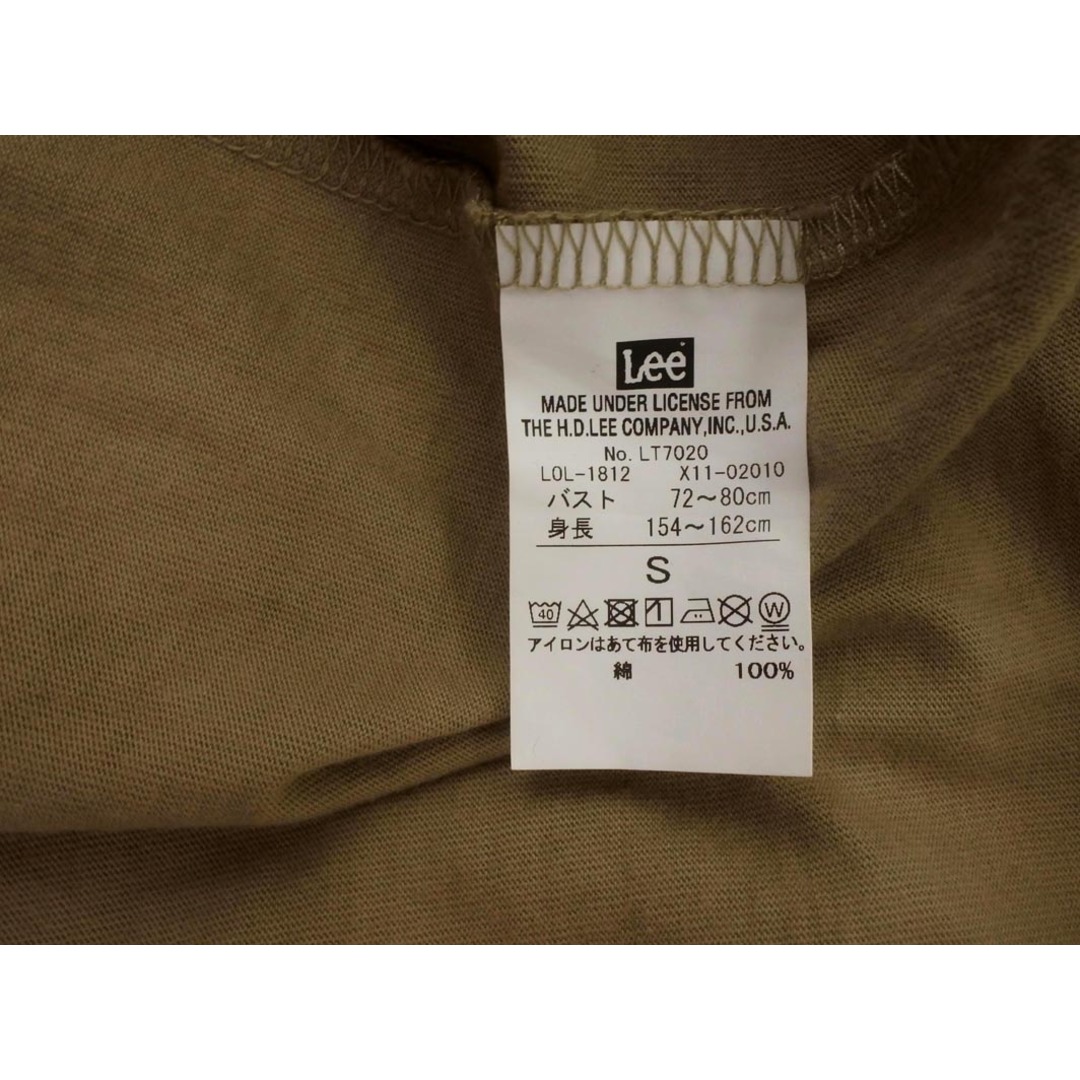 Lee
MADE UNDER LICENSE FROM
THE H.D.LEE COMPANY,INC.,U.S.A.
No. LT7020
LOL-1812 X11-02010
バスト 72～80cm
身長 154～162cm
S
40 W
アイロンはあて布を使用してください。
綿 100%